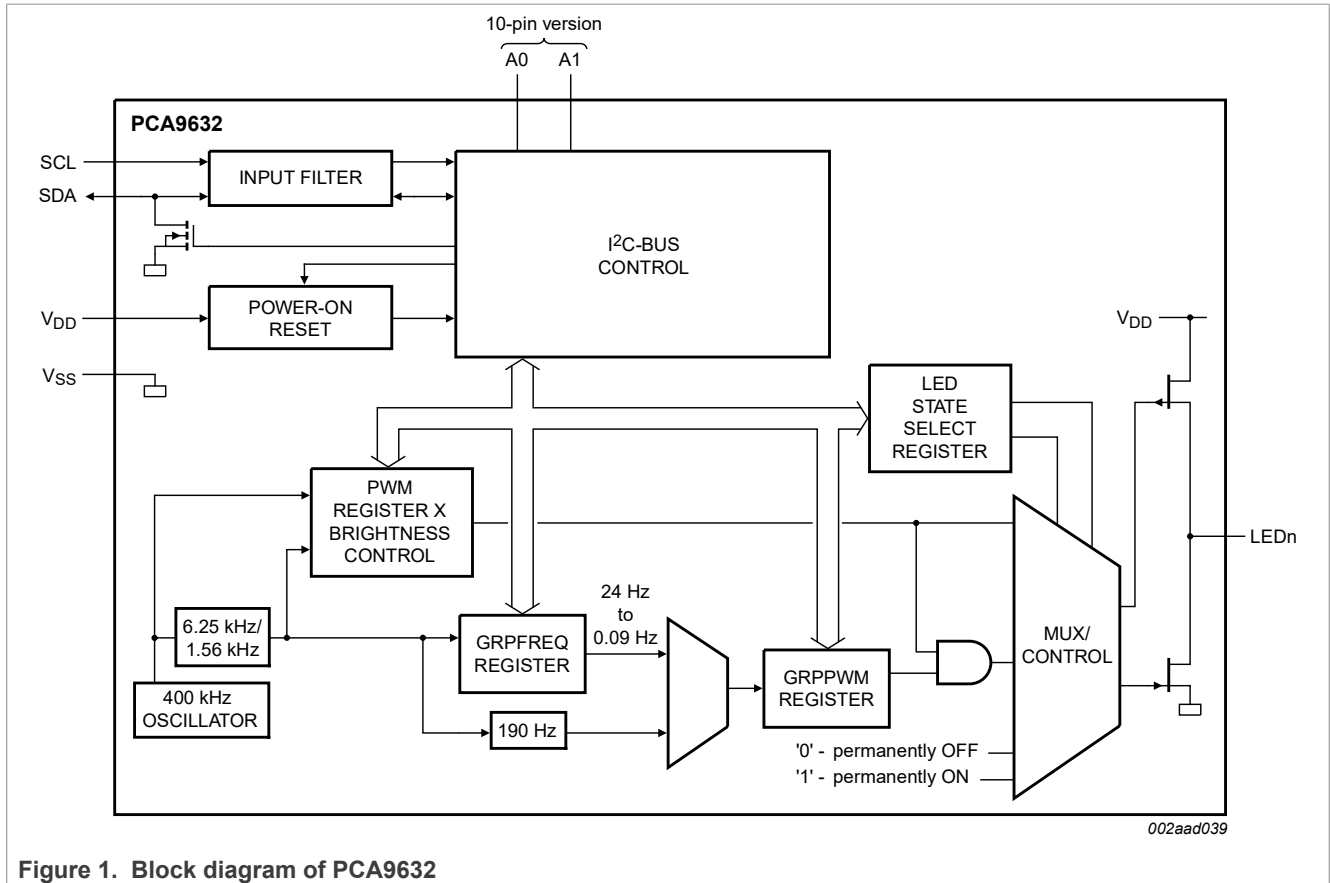 10-pin version
A0 A1
PCA9632
SCL
SDA
INPUT FILTER
I²C-BUS
CONTROL
VDD
POWER-ON
RESET
VSS
VDD
LED
STATE
SELECT
REGISTER
PWM
REGISTER X
BRIGHTNESS
CONTROL
LEDn
24 Hz
to
0.09 Hz
6.25 kHz/
1.56 kHz
GRPFREQ
REGISTER
MUX/
CONTROL
GRPPWM
REGISTER
400 kHz
OSCILLATOR
190 Hz
'0' - permanently OFF
'1' - permanently ON
002aad039
Figure 1. Block diagram of PCA9632